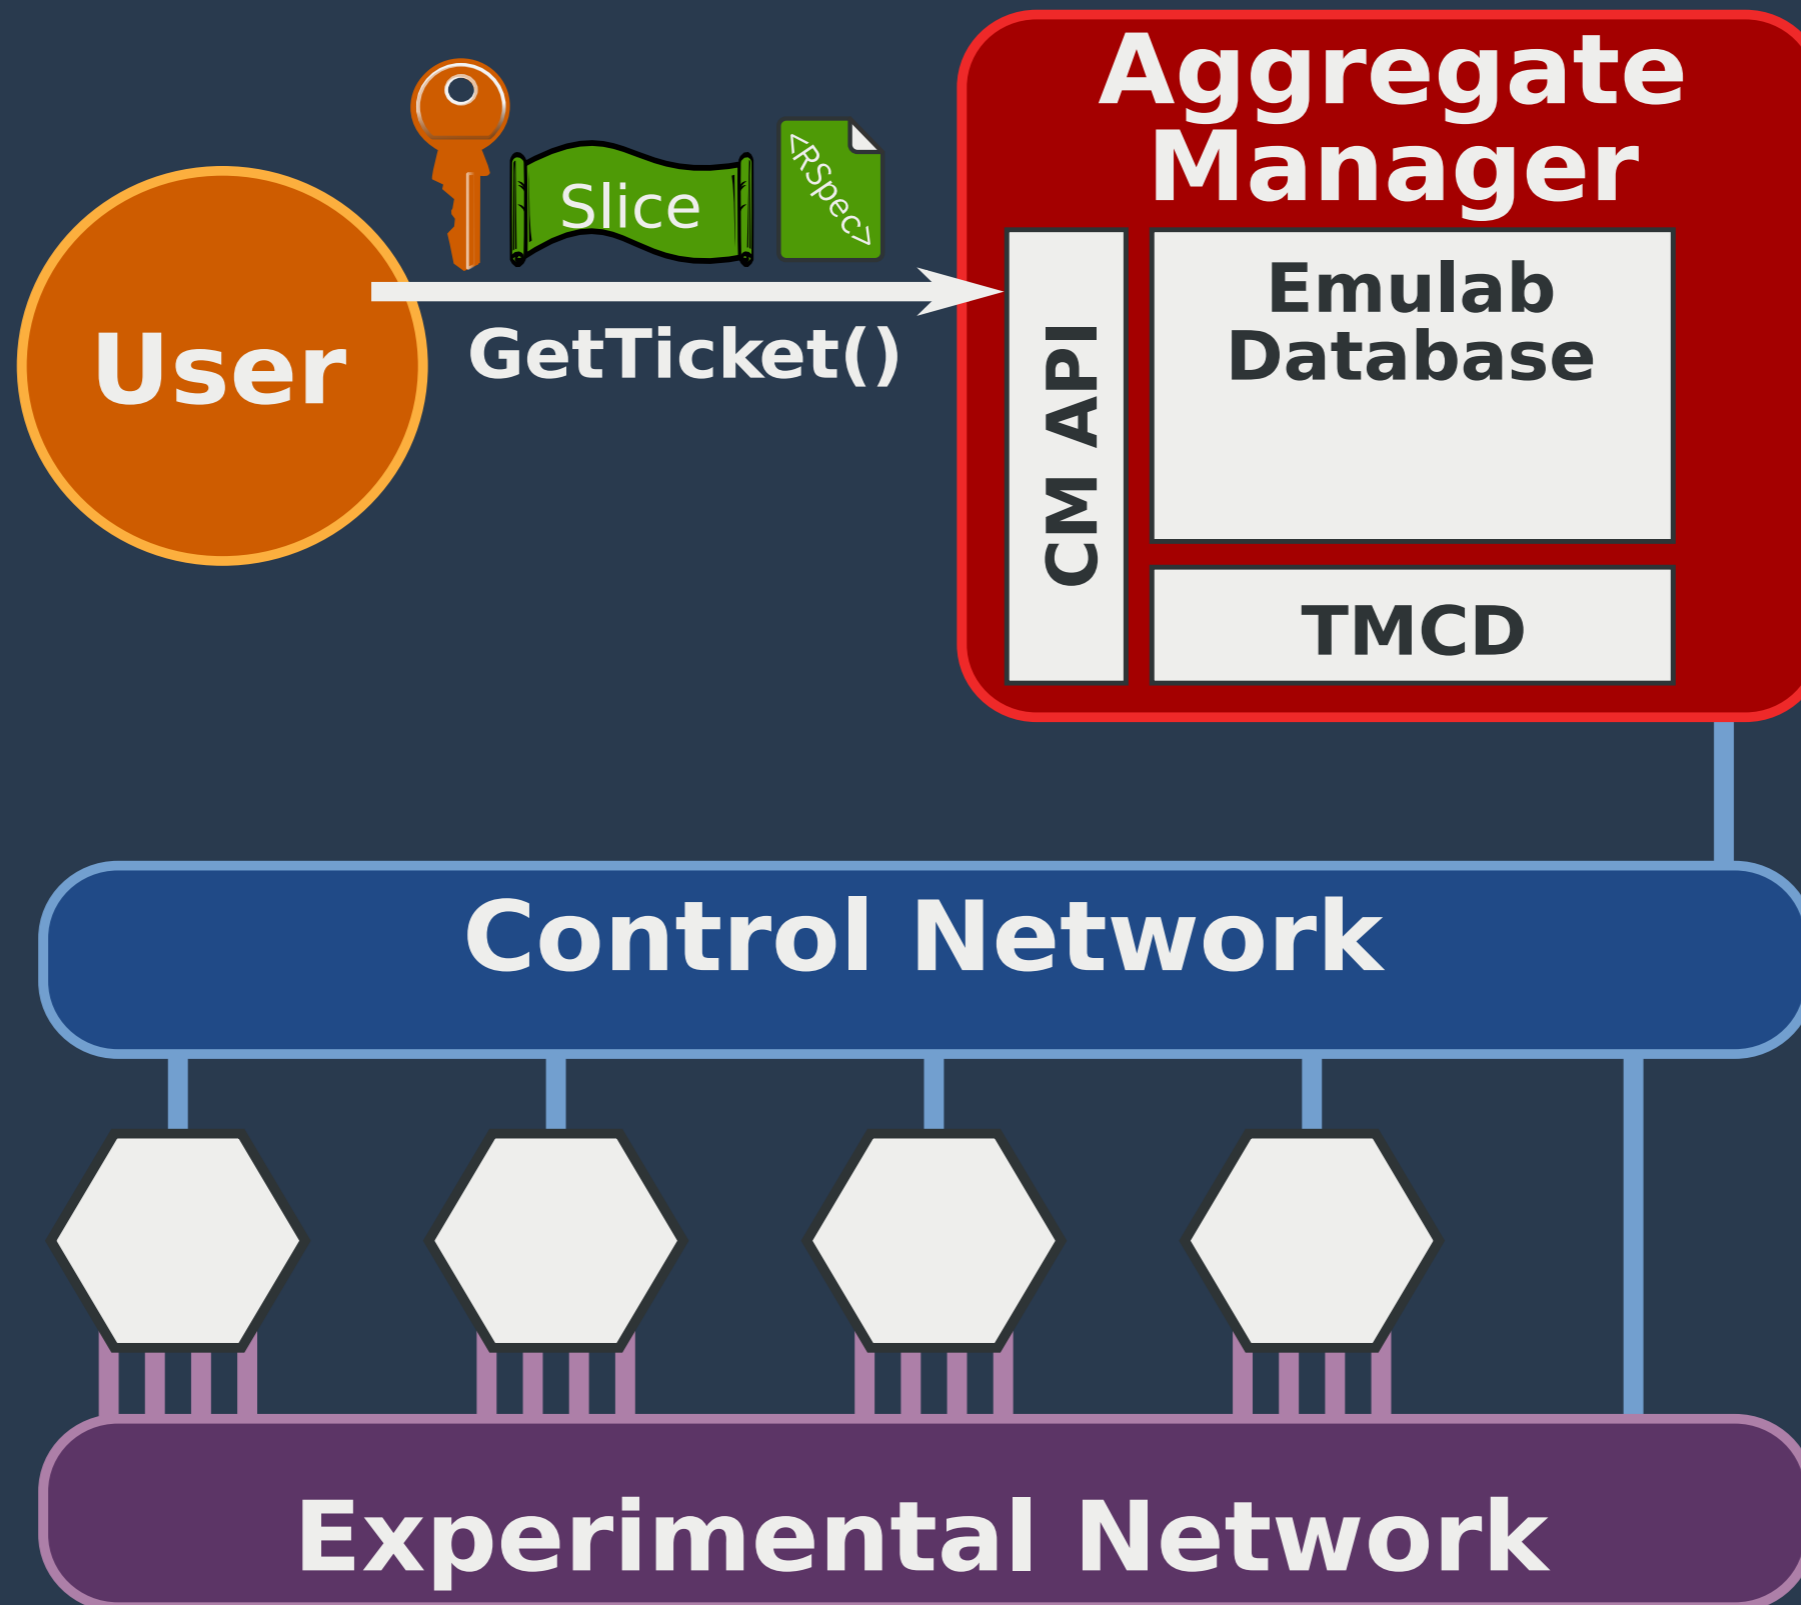 Aggregate
Manager
<RSpec>
Slice
User
GetTicket()
CM API
Emulab
Database
TMCD
Control Network
Experimental Network